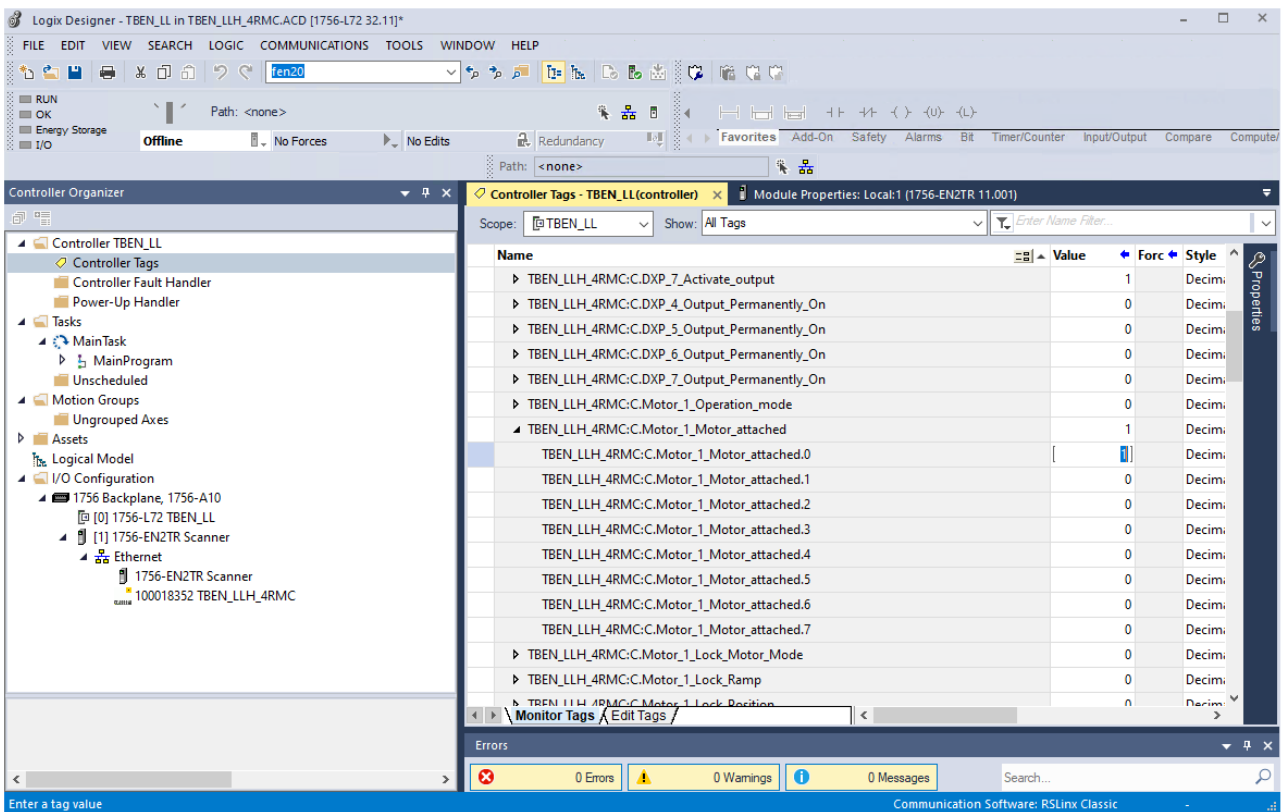 Logix Designer - TBEN_LL in TBEN_LLH_4RMC.ACD [1756-L72 32.11]*
FILE EDIT VIEW SEARCH LOGIC COMMUNICATIONS TOOLS WINDOW HELP
fen20
RUN
OK
Energy Storage
I/O
Path: <none>
Offline No Forces No Edits Redundancy
Favorites Add-On Safety Alarms Bit Timer/Counter Input/Output Compare Compute/
Path: <none>
Controller Organizer
Controller TBEN_LL
Controller Tags
Controller Fault Handler
Power-Up Handler
Tasks
MainTask
MainProgram
Unscheduled
Motion Groups
Ungrouped Axes
Assets
Logical Model
I/O Configuration
1756 Backplane, 1756-A10
[0] 1756-L72 TBEN_LL
[1] 1756-EN2TR Scanner
Ethernet
1756-EN2TR Scanner
100018352 TBEN_LLH_4RMC
Controller Tags - TBEN_LL(controller) Module Properties: Local:1 (1756-EN2TR 11.001)
Scope: TBEN_LL Show: All Tags Enter Name Filter...
Name Value Forc Style
TBEN_LLH_4RMC:C.DXP_7_Activate_output 1 Decim
TBEN_LLH_4RMC:C.DXP_4_Output_Permanently_On 0 Decim
TBEN_LLH_4RMC:C.DXP_5_Output_Permanently_On 0 Decim
TBEN_LLH_4RMC:C.DXP_6_Output_Permanently_On 0 Decim
TBEN_LLH_4RMC:C.DXP_7_Output_Permanently_On 0 Decim
TBEN_LLH_4RMC:C.Motor_1_Operation_mode 0 Decim
TBEN_LLH_4RMC:C.Motor_1_Motor_attached 1 Decim
TBEN_LLH_4RMC:C.Motor_1_Motor_attached.0 1 Decim
TBEN_LLH_4RMC:C.Motor_1_Motor_attached.1 0 Decim
TBEN_LLH_4RMC:C.Motor_1_Motor_attached.2 0 Decim
TBEN_LLH_4RMC:C.Motor_1_Motor_attached.3 0 Decim
TBEN_LLH_4RMC:C.Motor_1_Motor_attached.4 0 Decim
TBEN_LLH_4RMC:C.Motor_1_Motor_attached.5 0 Decim
TBEN_LLH_4RMC:C.Motor_1_Motor_attached.6 0 Decim
TBEN_LLH_4RMC:C.Motor_1_Motor_attached.7 0 Decim
TBEN_LLH_4RMC:C.Motor_1_Lock_Motor_Mode 0 Decim
TBEN_LLH_4RMC:C.Motor_1_Lock_Ramp 0 Decim
TBEN_LLH_4RMC:C.Motor_1_Lock_Position 0 Decim
Monitor Tags Edit Tags
Properties
Errors
0 Errors 0 Warnings 0 Messages Search...
Enter a tag value Communication Software: RSLinx Classic